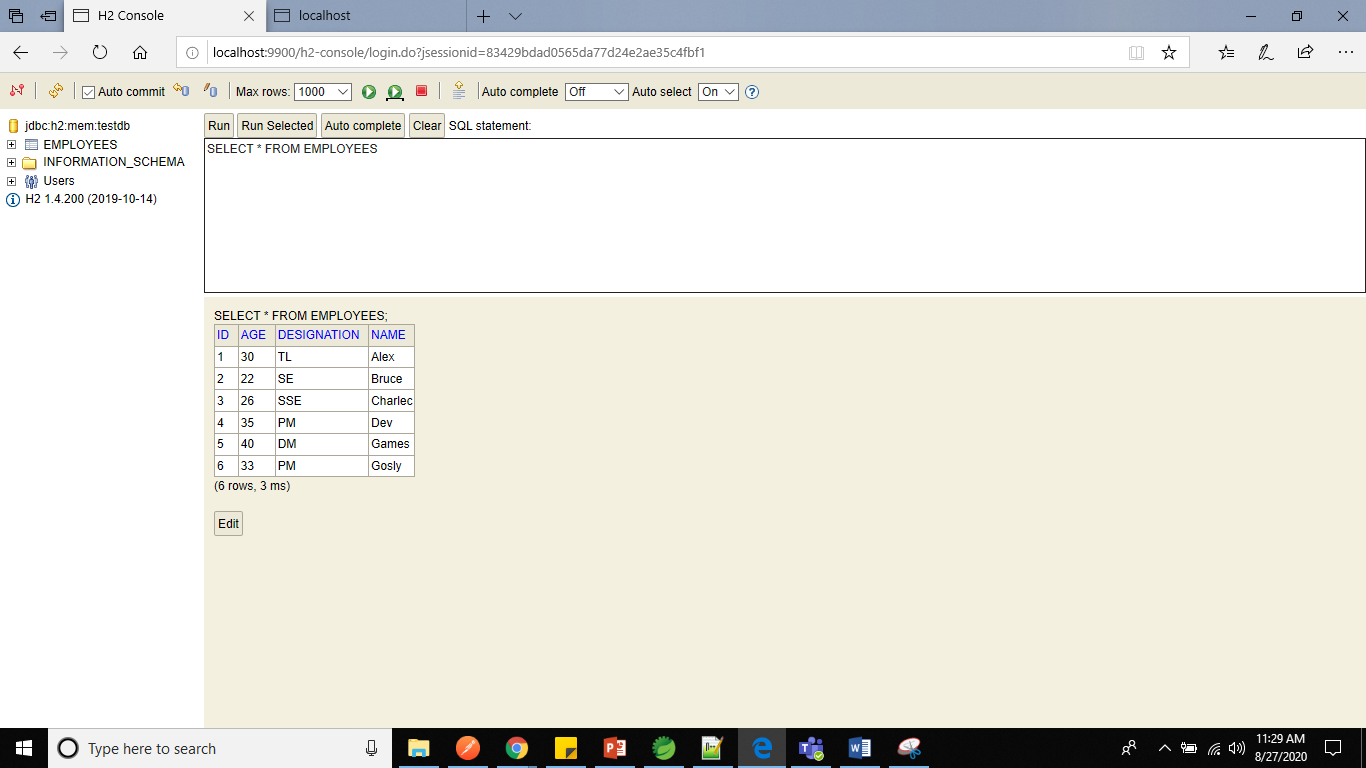 H2 Console
localhost
localhost:9900/h2-console/login.do?jsessionid=83429bdad0565da77d24e2ae35c4fbf1
Auto commit Max rows: 1000 Auto complete Off Auto select On ?
jdbc:h2:mem:testdb
EMPLOYEES
INFORMATION_SCHEMA
Users
H2 1.4.200 (2019-10-14)
Run Run Selected Auto complete Clear SQL statement:
SELECT * FROM EMPLOYEES
SELECT * FROM EMPLOYEES;
ID AGE DESIGNATION NAME
1 30 TL Alex
2 22 SE Bruce
3 26 SSE Charlec
4 35 PM Dev
5 40 DM Games
6 33 PM Gosly
(6 rows, 3 ms)
Edit
Type here to search
11:29 AM
8/27/2020